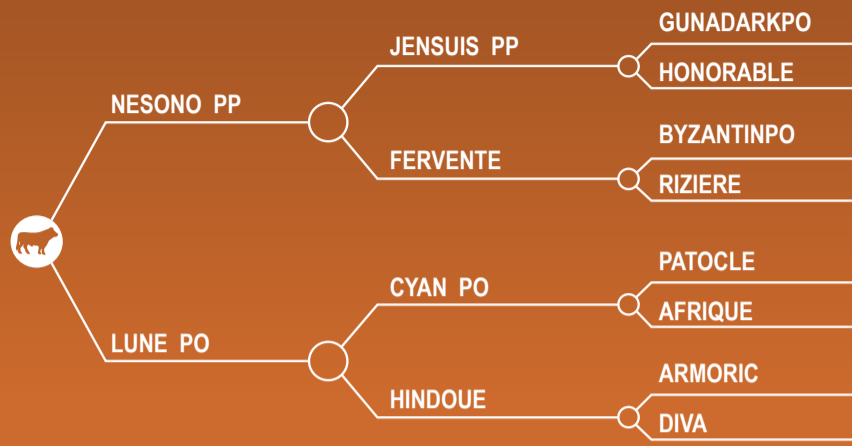 GUNADARKPO
JENSUIS PP
HONORABLE
NESONO PP
BYZANTINPO
FERVENTE
RIZIERE
PATOCLE
CYAN PO
AFRIQUE
LUNE PO
ARMORIC
HINDOUE
DIVA